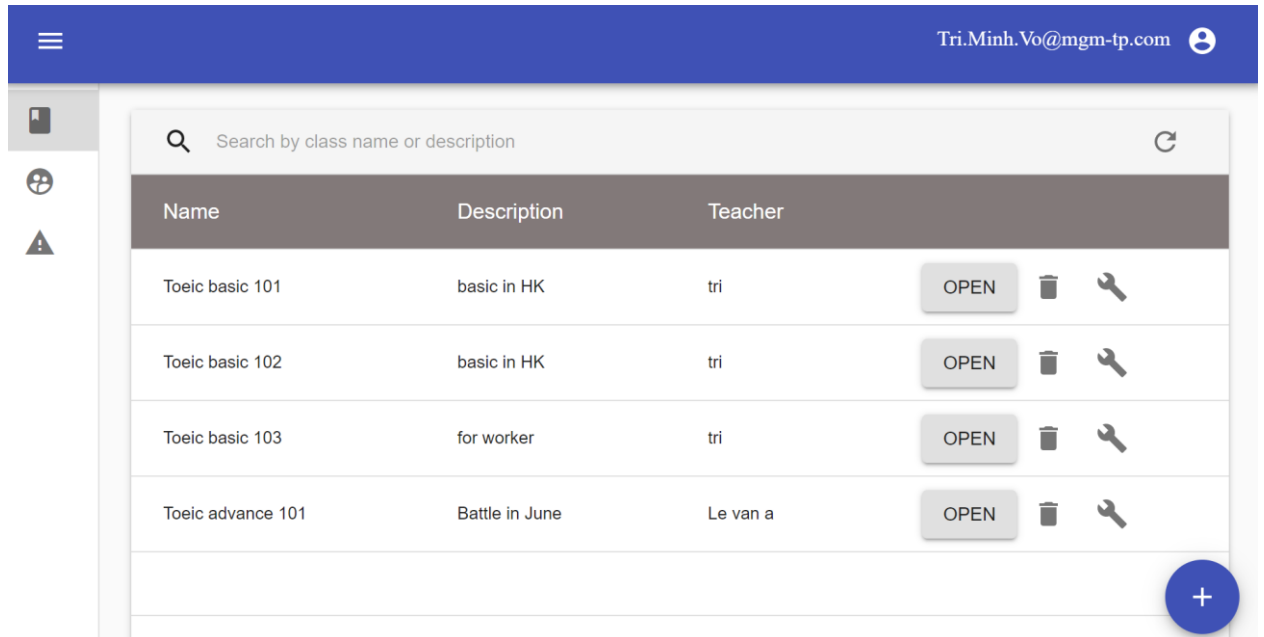 Tri.Minh.Vo@mgm-tp.com
Search by class name or description
Name Description Teacher
Toeic basic 101 basic in HK tri OPEN
Toeic basic 102 basic in HK tri OPEN
Toeic basic 103 for worker tri OPEN
Toeic advance 101 Battle in June Le van a OPEN